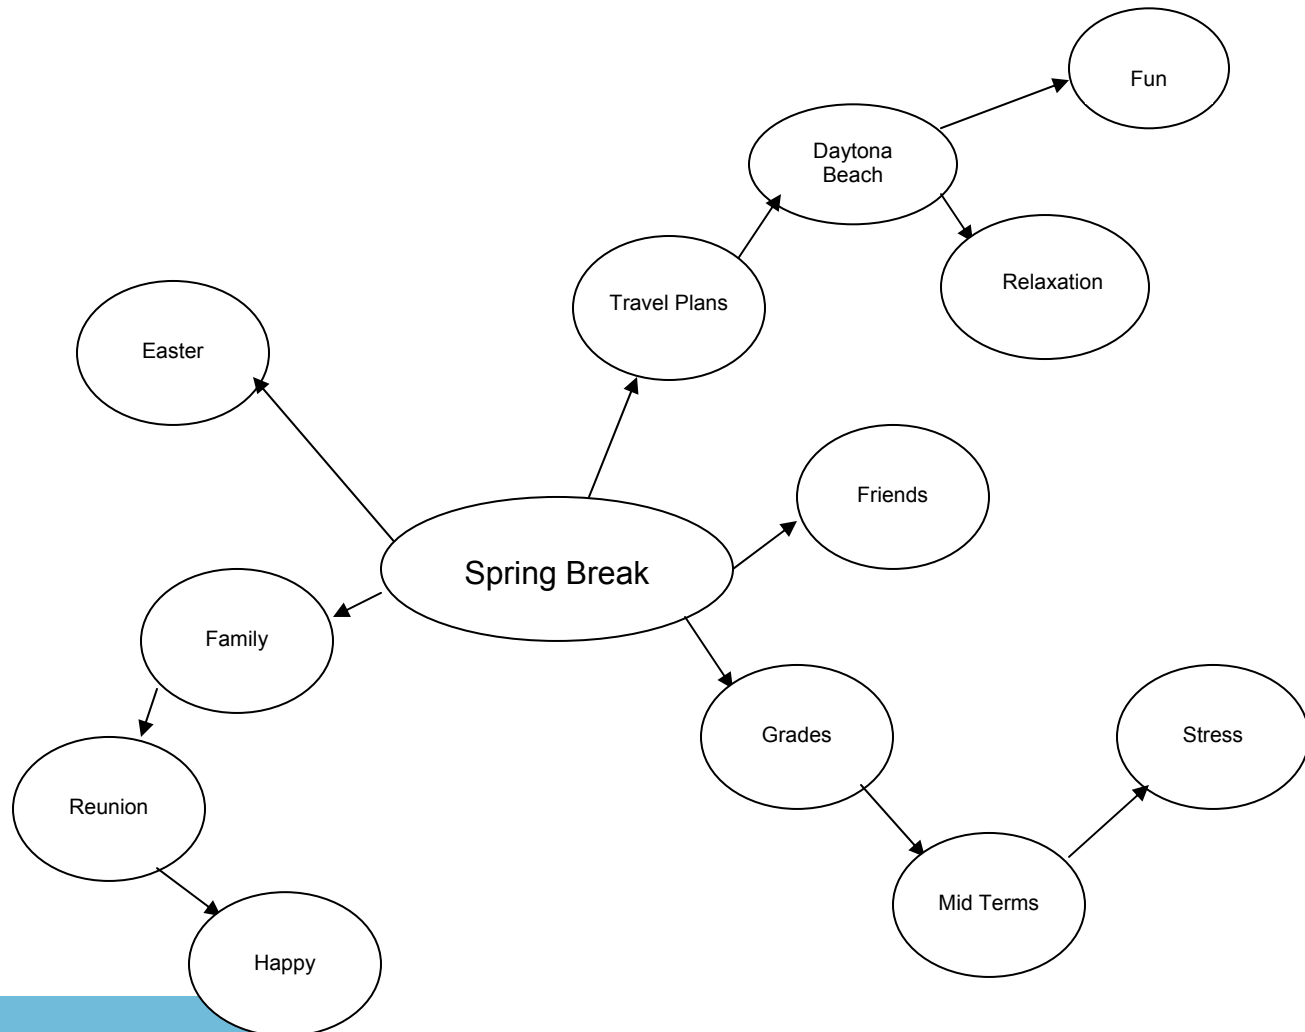 Fun
Daytona
Beach
Relaxation
Travel Plans
Easter
Friends
Spring Break
Family
Grades
Stress
Reunion
Mid Terms
Happy